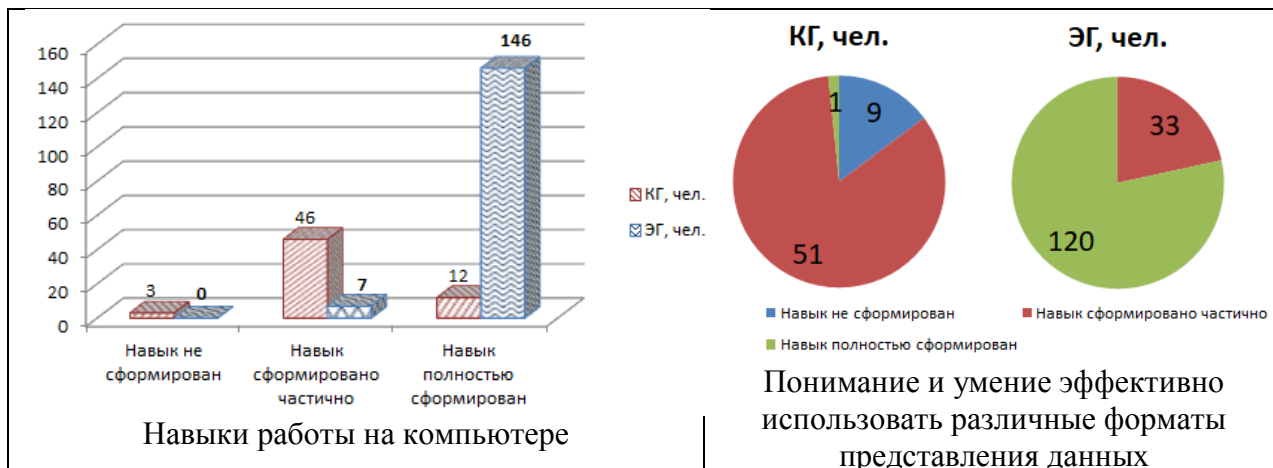 160
140
120
100
80
60
40
20
0
3
0
46
7
12
146
Навык не
сформирован
Навык
сформировано
частично
Навык
полностью
сформирован
КГ, чел.
ЭГ, чел.
Навыки работы на компьютере
КГ, чел.
1
9
51
ЭГ, чел.
33
120
Навык не сформирован
Навык сформировано частично
Навык полностью сформирован
Понимание и умение эффективно
использовать различные форматы
представления данных